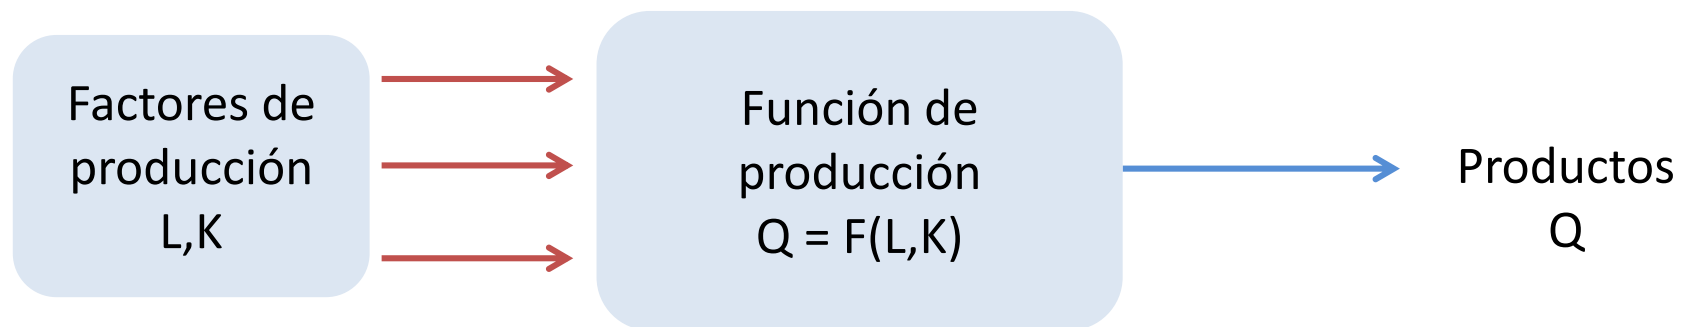 Factores de
producción
L,K
Función de
producción
Q = F(L,K)
Productos
Q